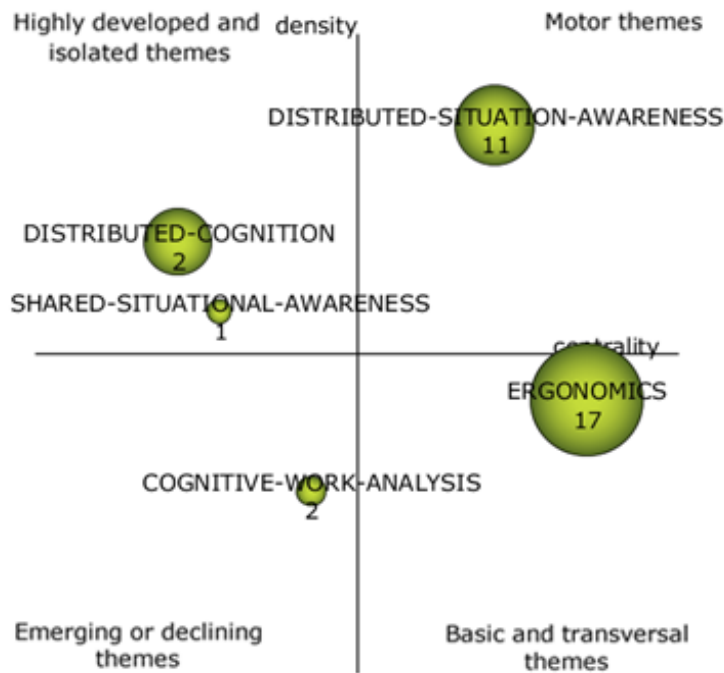 Highly developed and
isolated themes
density
Motor themes
DISTRIBUTED-SITUATION-AWARENESS
11
DISTRIBUTED-COGNITION
2
SHARED-SITUATIONAL-AWARENESS
1
centrality
ERGONOMICS
17
COGNITIVE-WORK-ANALYSIS
2
Emerging or declining
themes
Basic and transversal
themes